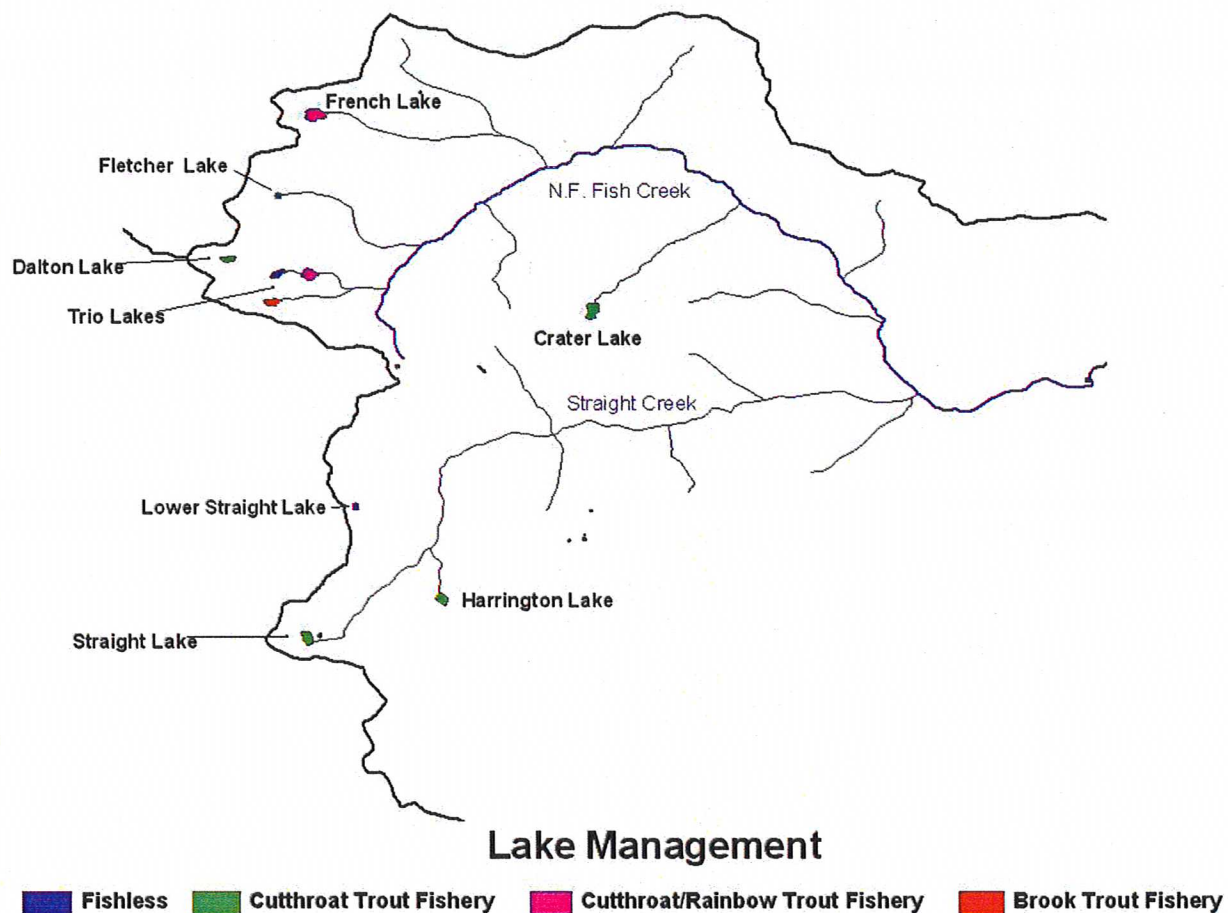 French Lake
Fletcher Lake
N.F. Fish Creek
Dalton Lake
Trio Lakes
Crater Lake
Straight Creek
Lower Straight Lake
Harrington Lake
Straight Lake
Lake Management
Fishless Cutthroat Trout Fishery Cutthroat/Rainbow Trout Fishery Brook Trout Fishery